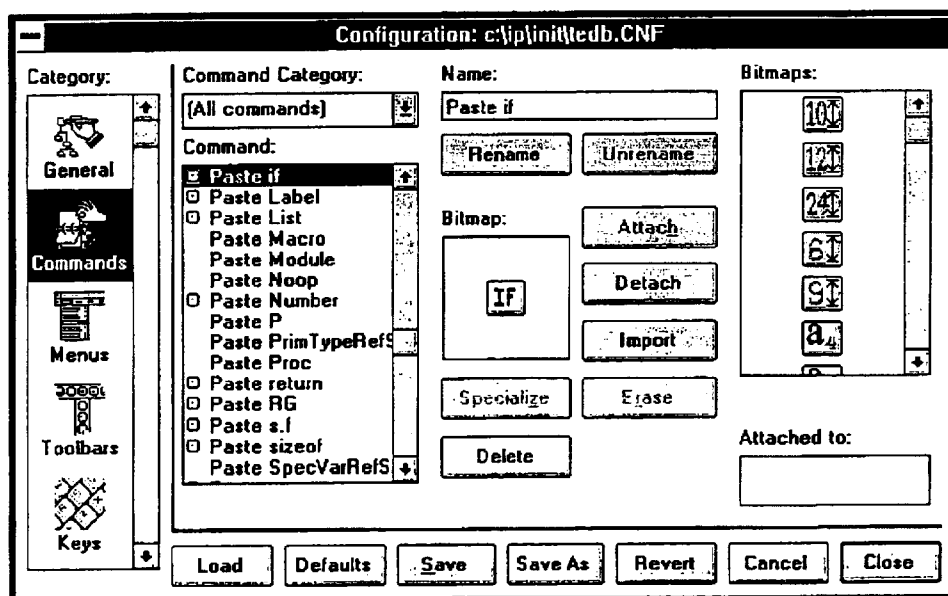 Configuration: c:\ip\init\tedb.CNF
Category:
General
Commands
Menus
Toolbars
Keys
Command Category:
(All commands)
Command:
Paste if
Paste Label
Paste List
Paste Macro
Paste Module
Paste Noop
Paste Number
Paste P
Paste PrimTypeRefS
Paste Proc
Paste return
Paste RG
Paste s.f
Paste sizeof
Paste SpecVarRefS
Name:
Paste if
Rename
Unrename
Bitmap:
IF
Attach
Detach
Import
Specialize
Erase
Delete
Bitmaps:
10
12
24
6
9
a4
Attached to:
Load
Defaults
Save
Save As
Revert
Cancel
Close